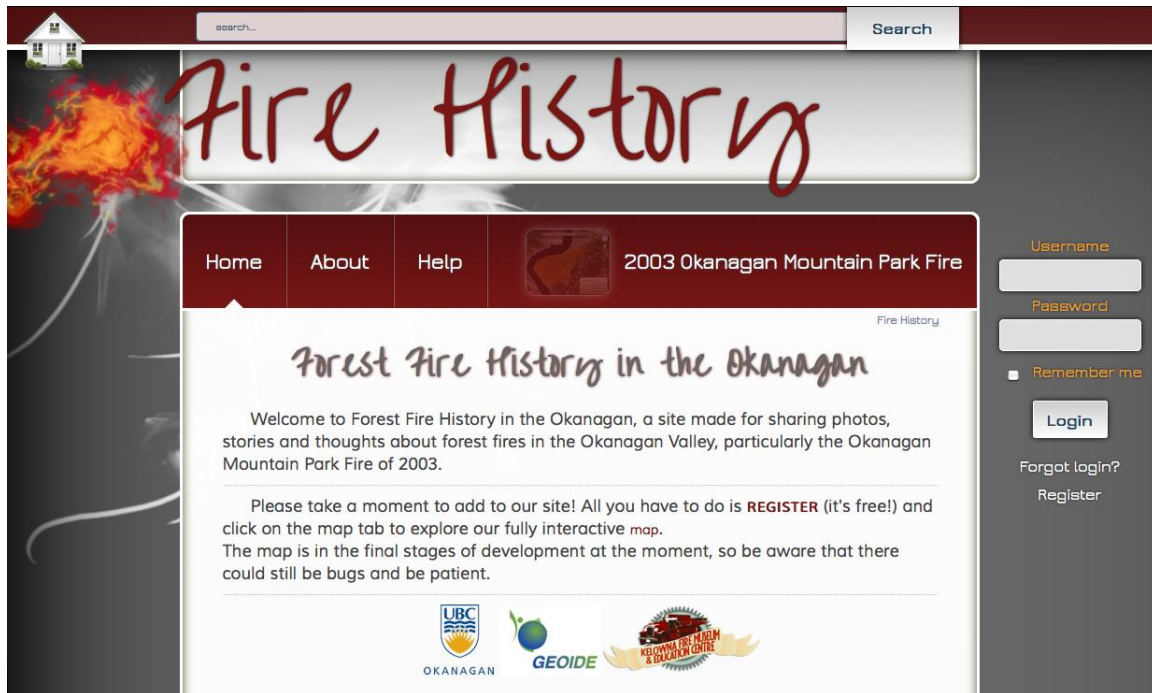 search...
Search
Fire History
Home
About
Help
2003 Okanagan Mountain Park Fire
Username
Password
Remember me
Login
Forgot login?
Register
Fire History
Forest Fire History in the Okanagan
Welcome to Forest Fire History in the Okanagan, a site made for sharing photos,
stories and thoughts about forest fires in the Okanagan Valley, particularly the Okanagan
Mountain Park Fire of 2003.
Please take a moment to add to our site! All you have to do is REGISTER (it's free!) and
click on the map tab to explore our fully interactive map.
The map is in the final stages of development at the moment, so be aware that there
could still be bugs and be patient.
UBC
OKANAGAN
GEOIDE
KELOWNA FIRE MUSEUM
& EDUCATION CENTRE